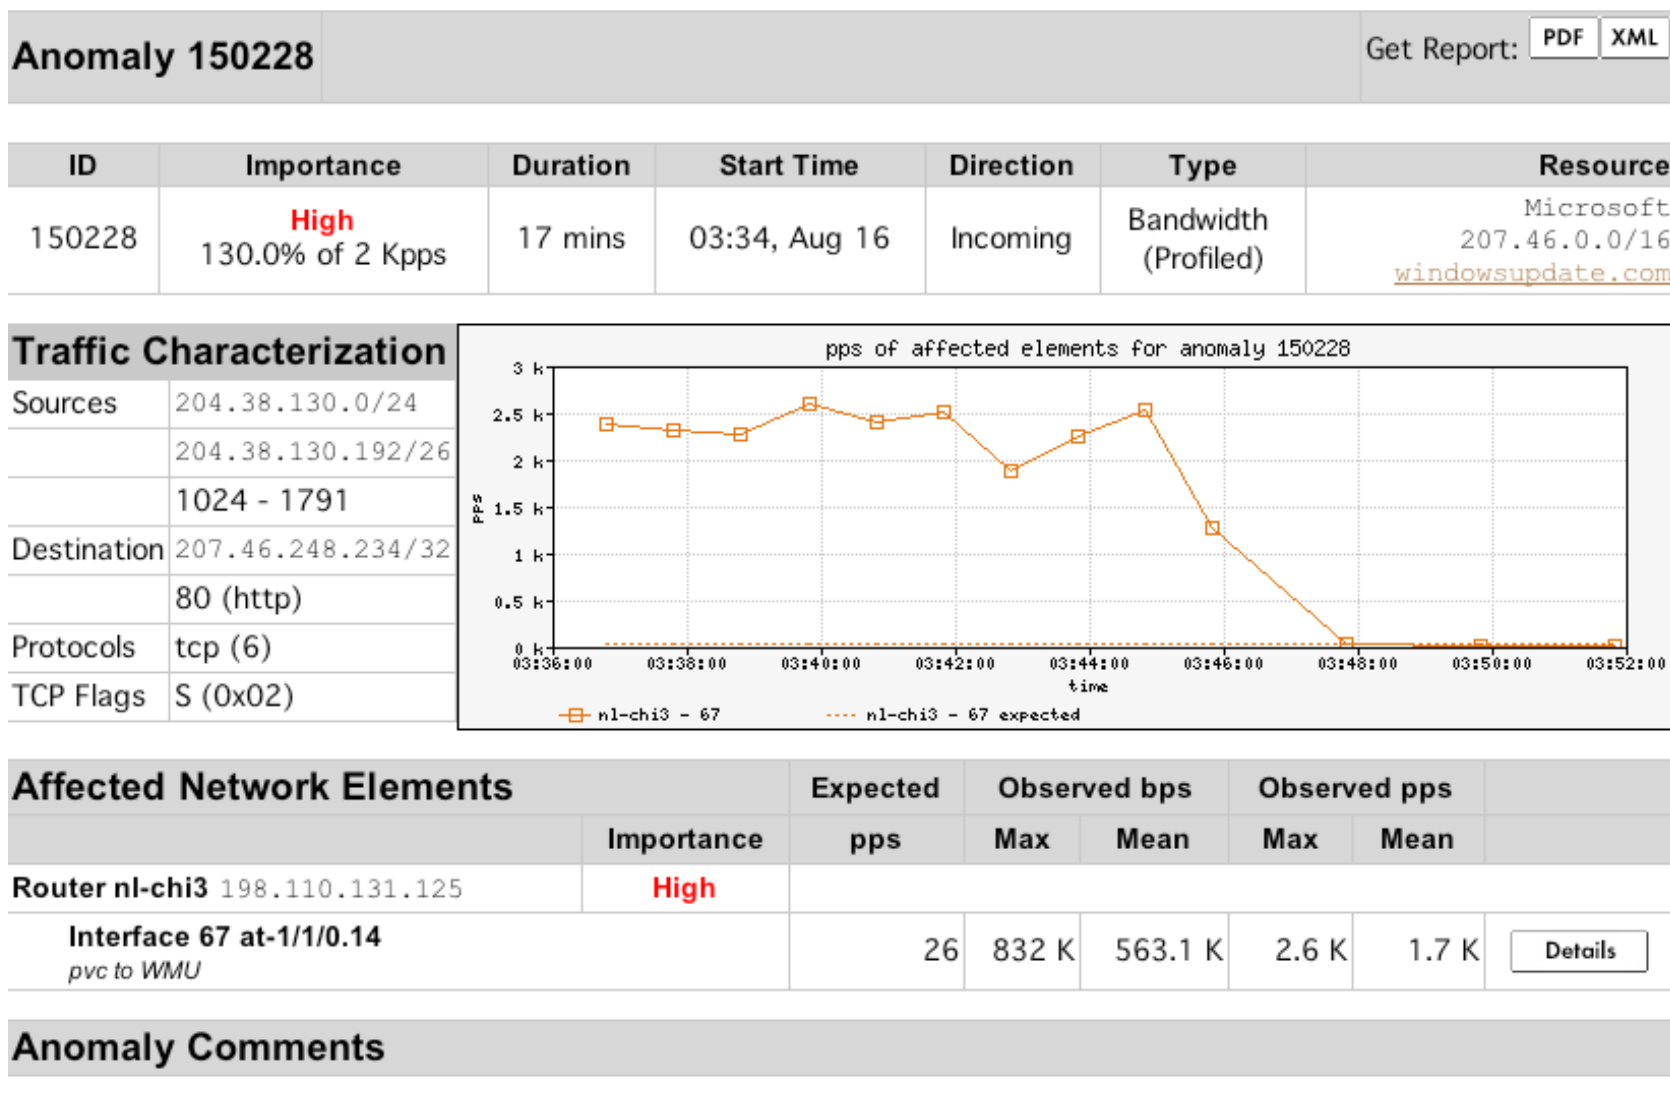 Anomaly 150228
Get Report: PDF XML
ID Importance Duration Start Time Direction Type Resource
150228 High 130.0% of 2 Kpps 17 mins 03:34, Aug 16 Incoming Bandwidth (Profiled) Microsoft 207.46.0.0/16 windowsupdate.com
Traffic Characterization
Sources 204.38.130.0/24
204.38.130.192/26
1024 - 1791
Destination 207.46.248.234/32
80 (http)
Protocols tcp (6)
TCP Flags S (0x02)
pps of affected elements for anomaly 150228
3 k
2.5 k
2 k
1.5 k
1 k
0.5 k
0 k
pps
03:36:00 03:38:00 03:40:00 03:42:00 03:44:00 03:46:00 03:48:00 03:50:00 03:52:00
time
nl-chi3 - 67 nl-chi3 - 67 expected
Affected Network Elements Expected Observed bps Observed pps
Importance pps Max Mean Max Mean
Router nl-chi3 198.110.131.125 High
Interface 67 at-1/1/0.14 26 832 K 563.1 K 2.6 K 1.7 K Details
pvc to WMU
Anomaly Comments